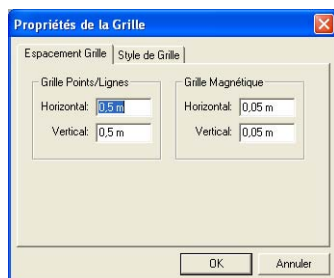 Propriétés de la Grille
Espacement Grille Style de Grille
Grille Points/Lignes
Horizontal: 0,5 m
Vertical: 0,5 m
Grille Magnétique
Horizontal: 0,05 m
Vertical: 0,05 m
OK Annuler